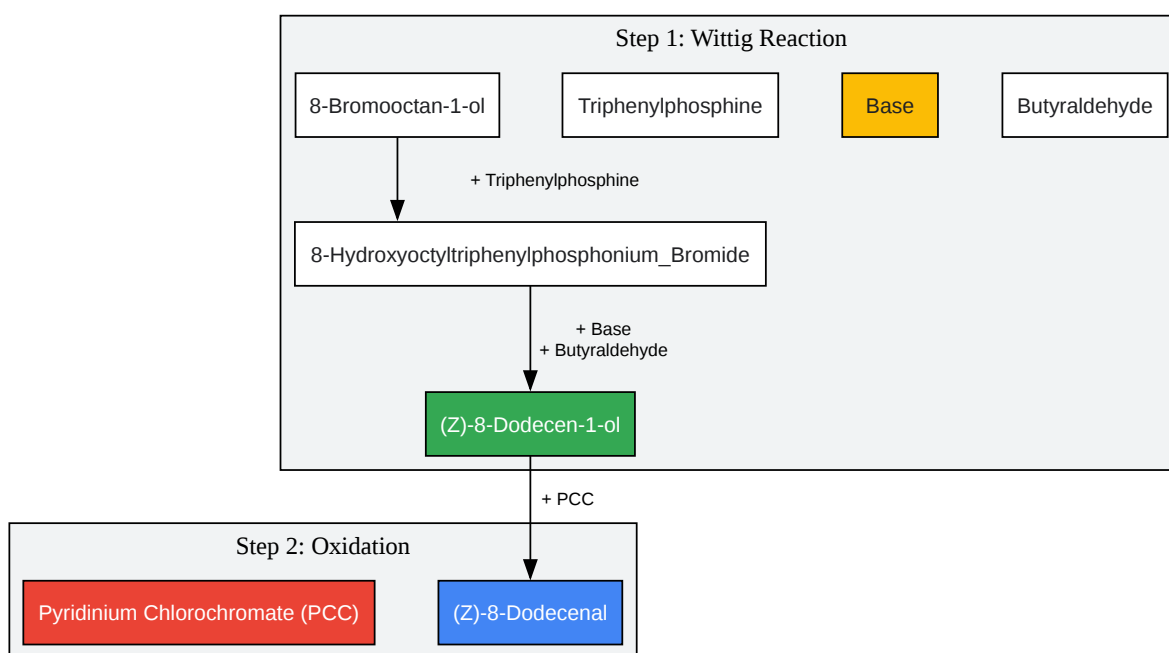 Step 1: Wittig Reaction
8-Bromooctan-1-ol
Triphenylphosphine
Base
Butyraldehyde
+ Triphenylphosphine
8-Hydroxyoctyltriphenylphosphonium_Bromide
+ Base
+ Butyraldehyde
(Z)-8-Dodecen-1-ol
+ PCC
Step 2: Oxidation
Pyridinium Chlorochromate (PCC)
(Z)-8-Dodecenal